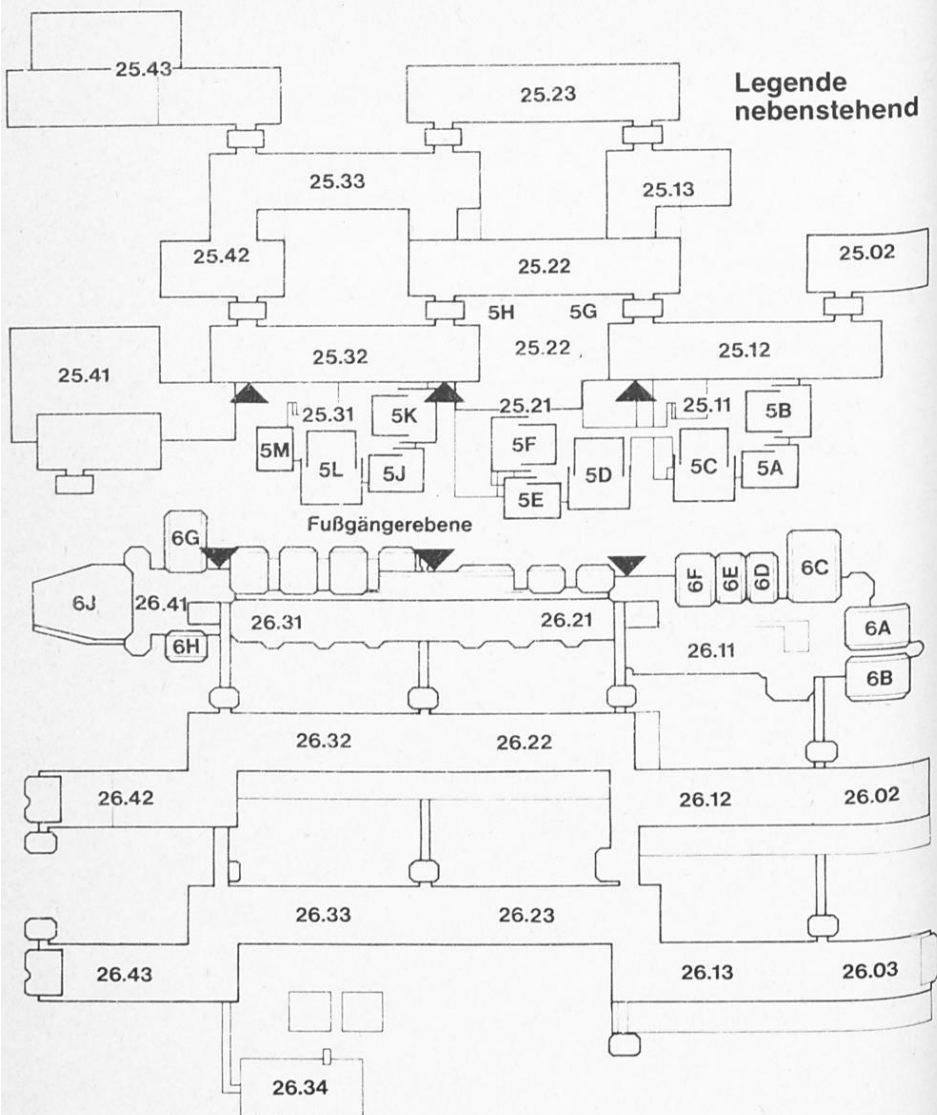 25.43
25.23
Legende
nebenstehend
25.33
25.13
25.42
25.22
25.02
5H
5G
25.41
25.32
25.22
25.12
25.31
5K
25.21
25.11
5B
5M
5L
5J
5F
5D
5C
5A
5E
Fußgängerebene
6G
6J
26.41
6H
26.31
26.21
6F
6E
6D
6C
6A
26.11
6B
26.32
26.22
26.42
26.12
26.02
26.33
26.23
26.43
26.13
26.03
26.34